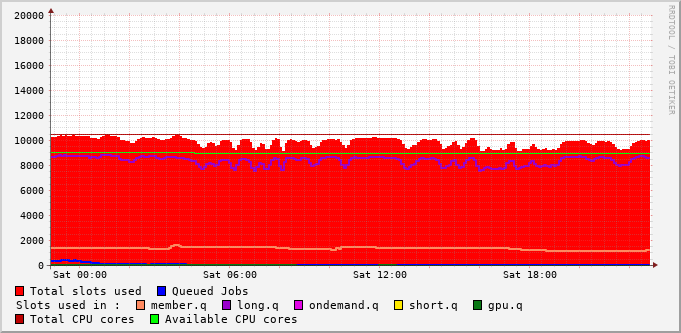 20000
18000
16000
14000
12000
10000
8000
6000
4000
2000
0
Sat 00:00 Sat 06:00 Sat 12:00 Sat 18:00
Total slots used Queued Jobs
Slots used in : member.q long.q ondemand.q short.q gpu.q
Total CPU cores Available CPU cores
RRDTOOL / TOBI OETIKER